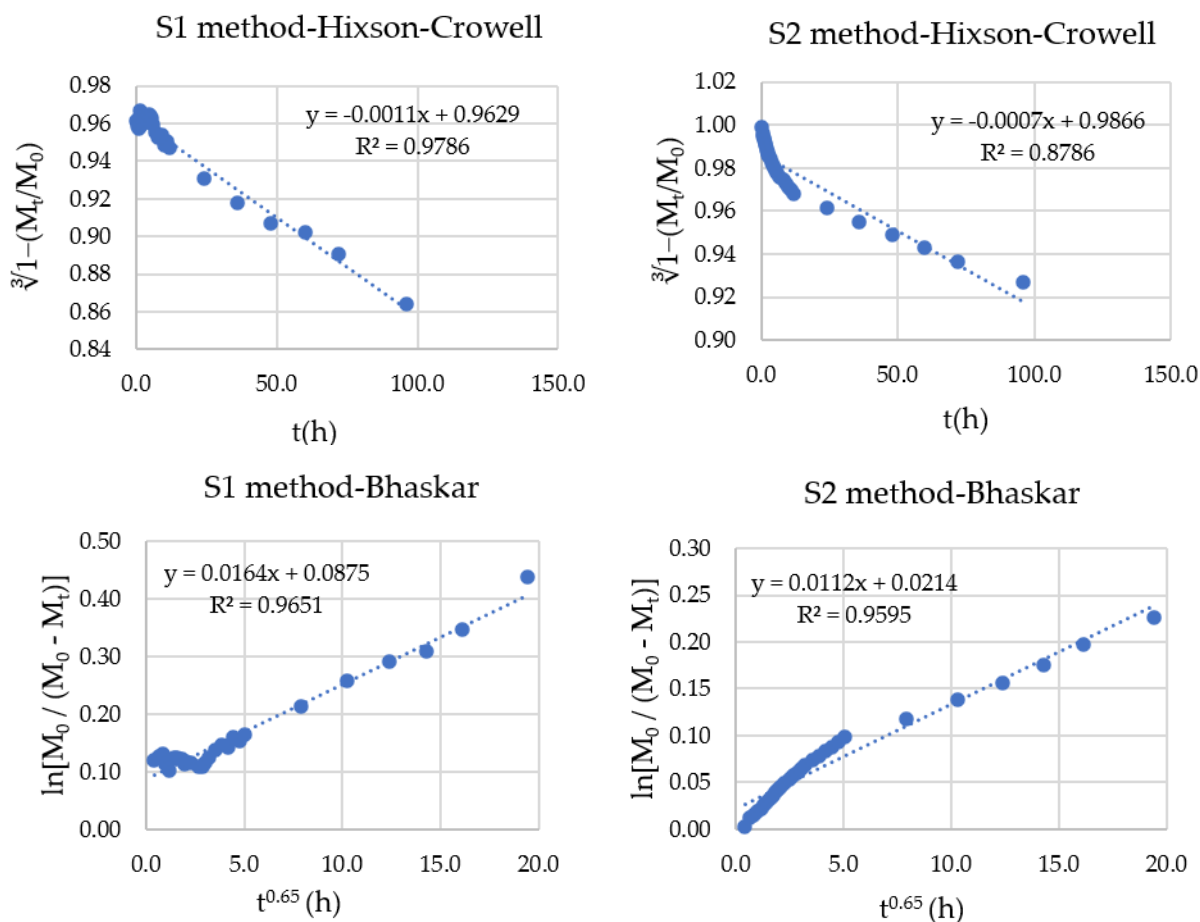 S1 method-Hixson-Crowell
∛1–(Mₜ/M₀)
0.98
0.96
0.94
0.92
0.90
0.88
0.86
0.84
y = -0.0011x + 0.9629
R² = 0.9786
0.0 50.0 100.0 150.0
t(h)
S2 method-Hixson-Crowell
∛1–(Mₜ/M₀)
1.02
1.00
0.98
0.96
0.94
0.92
0.90
y = -0.0007x + 0.9866
R² = 0.8786
0.0 50.0 100.0 150.0
t(h)
S1 method-Bhaskar
ln[M₀ / (M₀ - Mₜ)]
0.50
0.40
0.30
0.20
0.10
0.00
y = 0.0164x + 0.0875
R² = 0.9651
0.0 5.0 10.0 15.0 20.0
t⁰·⁶⁵ (h)
S2 method-Bhaskar
ln[M₀ / (M₀ - Mₜ)]
0.30
0.25
0.20
0.15
0.10
0.05
0.00
y = 0.0112x + 0.0214
R² = 0.9595
0.0 5.0 10.0 15.0 20.0
t⁰·⁶⁵ (h)